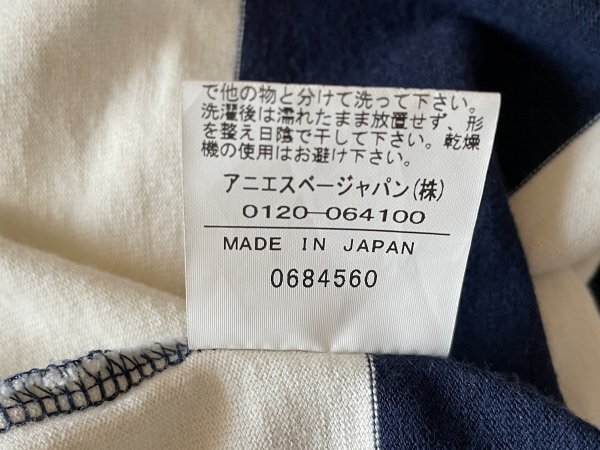 で他の物と分けて洗って下さい。
洗濯後は濡れたまま放置せず、形
を整え日陰で干して下さい。乾燥
機の使用はお避け下さい。
アニエスベージャパン(株)
0120-064100
MADE IN JAPAN
0684560